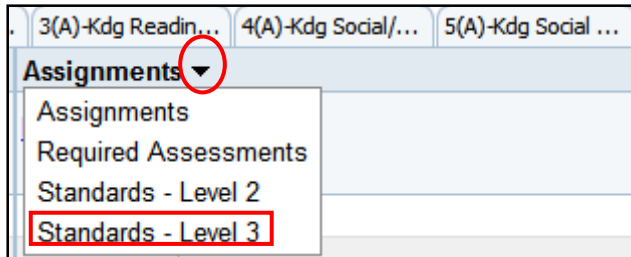 . 3(A)-Kdg Readin... 4(A)-Kdg Social/... 5(A)-Kdg Social ...
Assignments
Assignments
Required Assessments
Standards - Level 2
Standards - Level 3